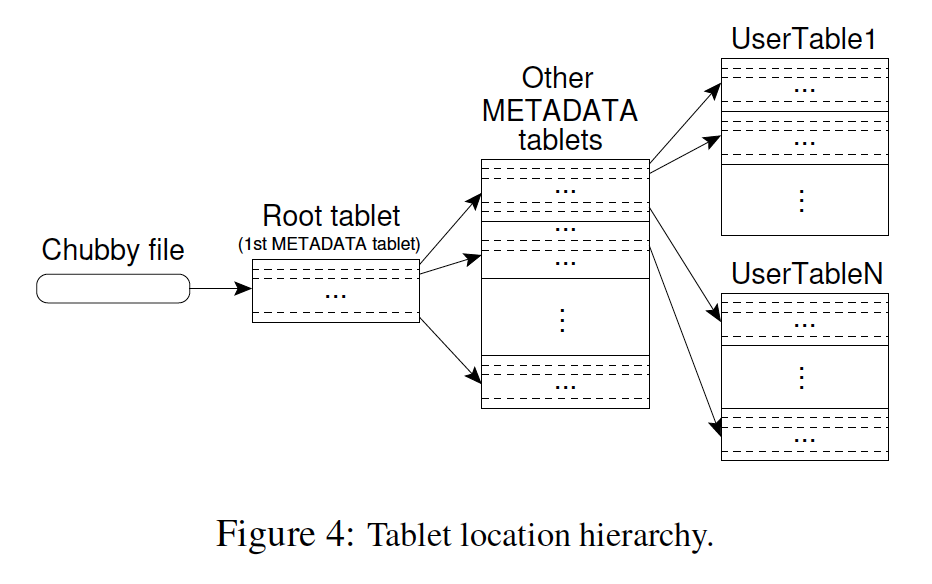 Chubby file
Root tablet
(1st METADATA tablet)
...
Other
METADATA
tablets
...
...
...
⋮
...
UserTable1
...
...
⋮
UserTableN
...
⋮
...
Figure 4: Tablet location hierarchy.